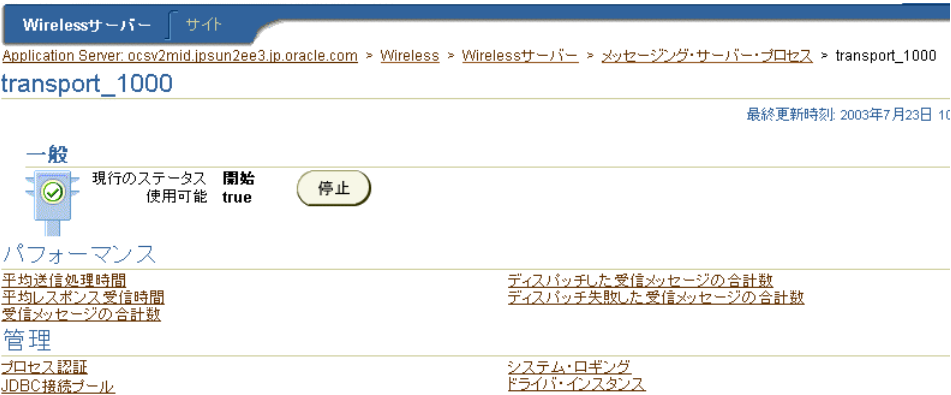 Wirelessサーバー サイト
Application Server: ocsv2mid.jpsun2ee3.jp.oracle.com > Wireless > Wirelessサーバー > メッセージング・サーバー・プロセス > transport_1000
transport_1000
最終更新時刻: 2003年7月23日 10
一般
現行のステータス 開始 停止
使用可能 true
パフォーマンス
平均送信処理時間 ディスパッチした受信メッセージの合計数
平均レスポンス受信時間 ディスパッチ失敗した受信メッセージの合計数
受信メッセージの合計数
管理
プロセス認証 システム・ロギング
JDBC接続プール ドライバ・インスタンス